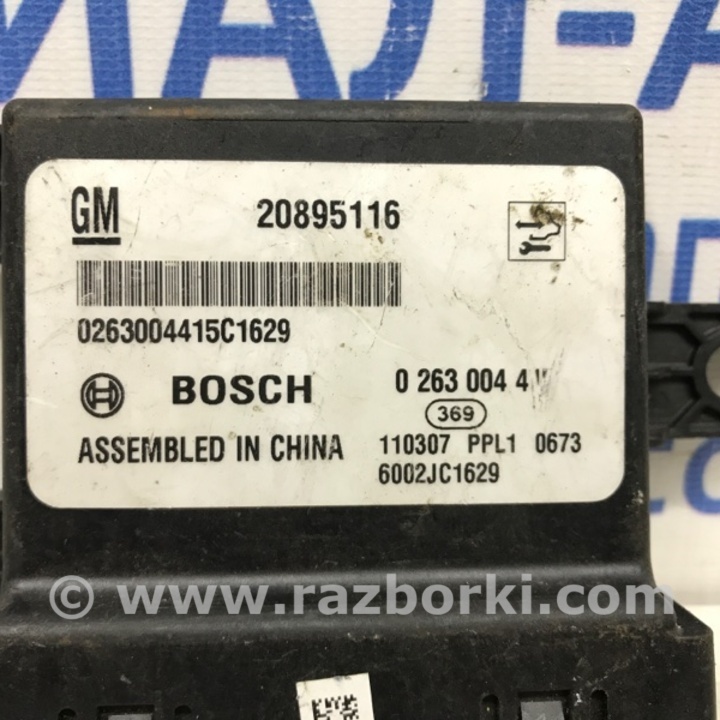 GM 20895116
0263004415C1629
BOSCH 0 263 004 4
369
ASSEMBLED IN CHINA 110307 PPL1 0673
6002JC1629
© www.razborki.com